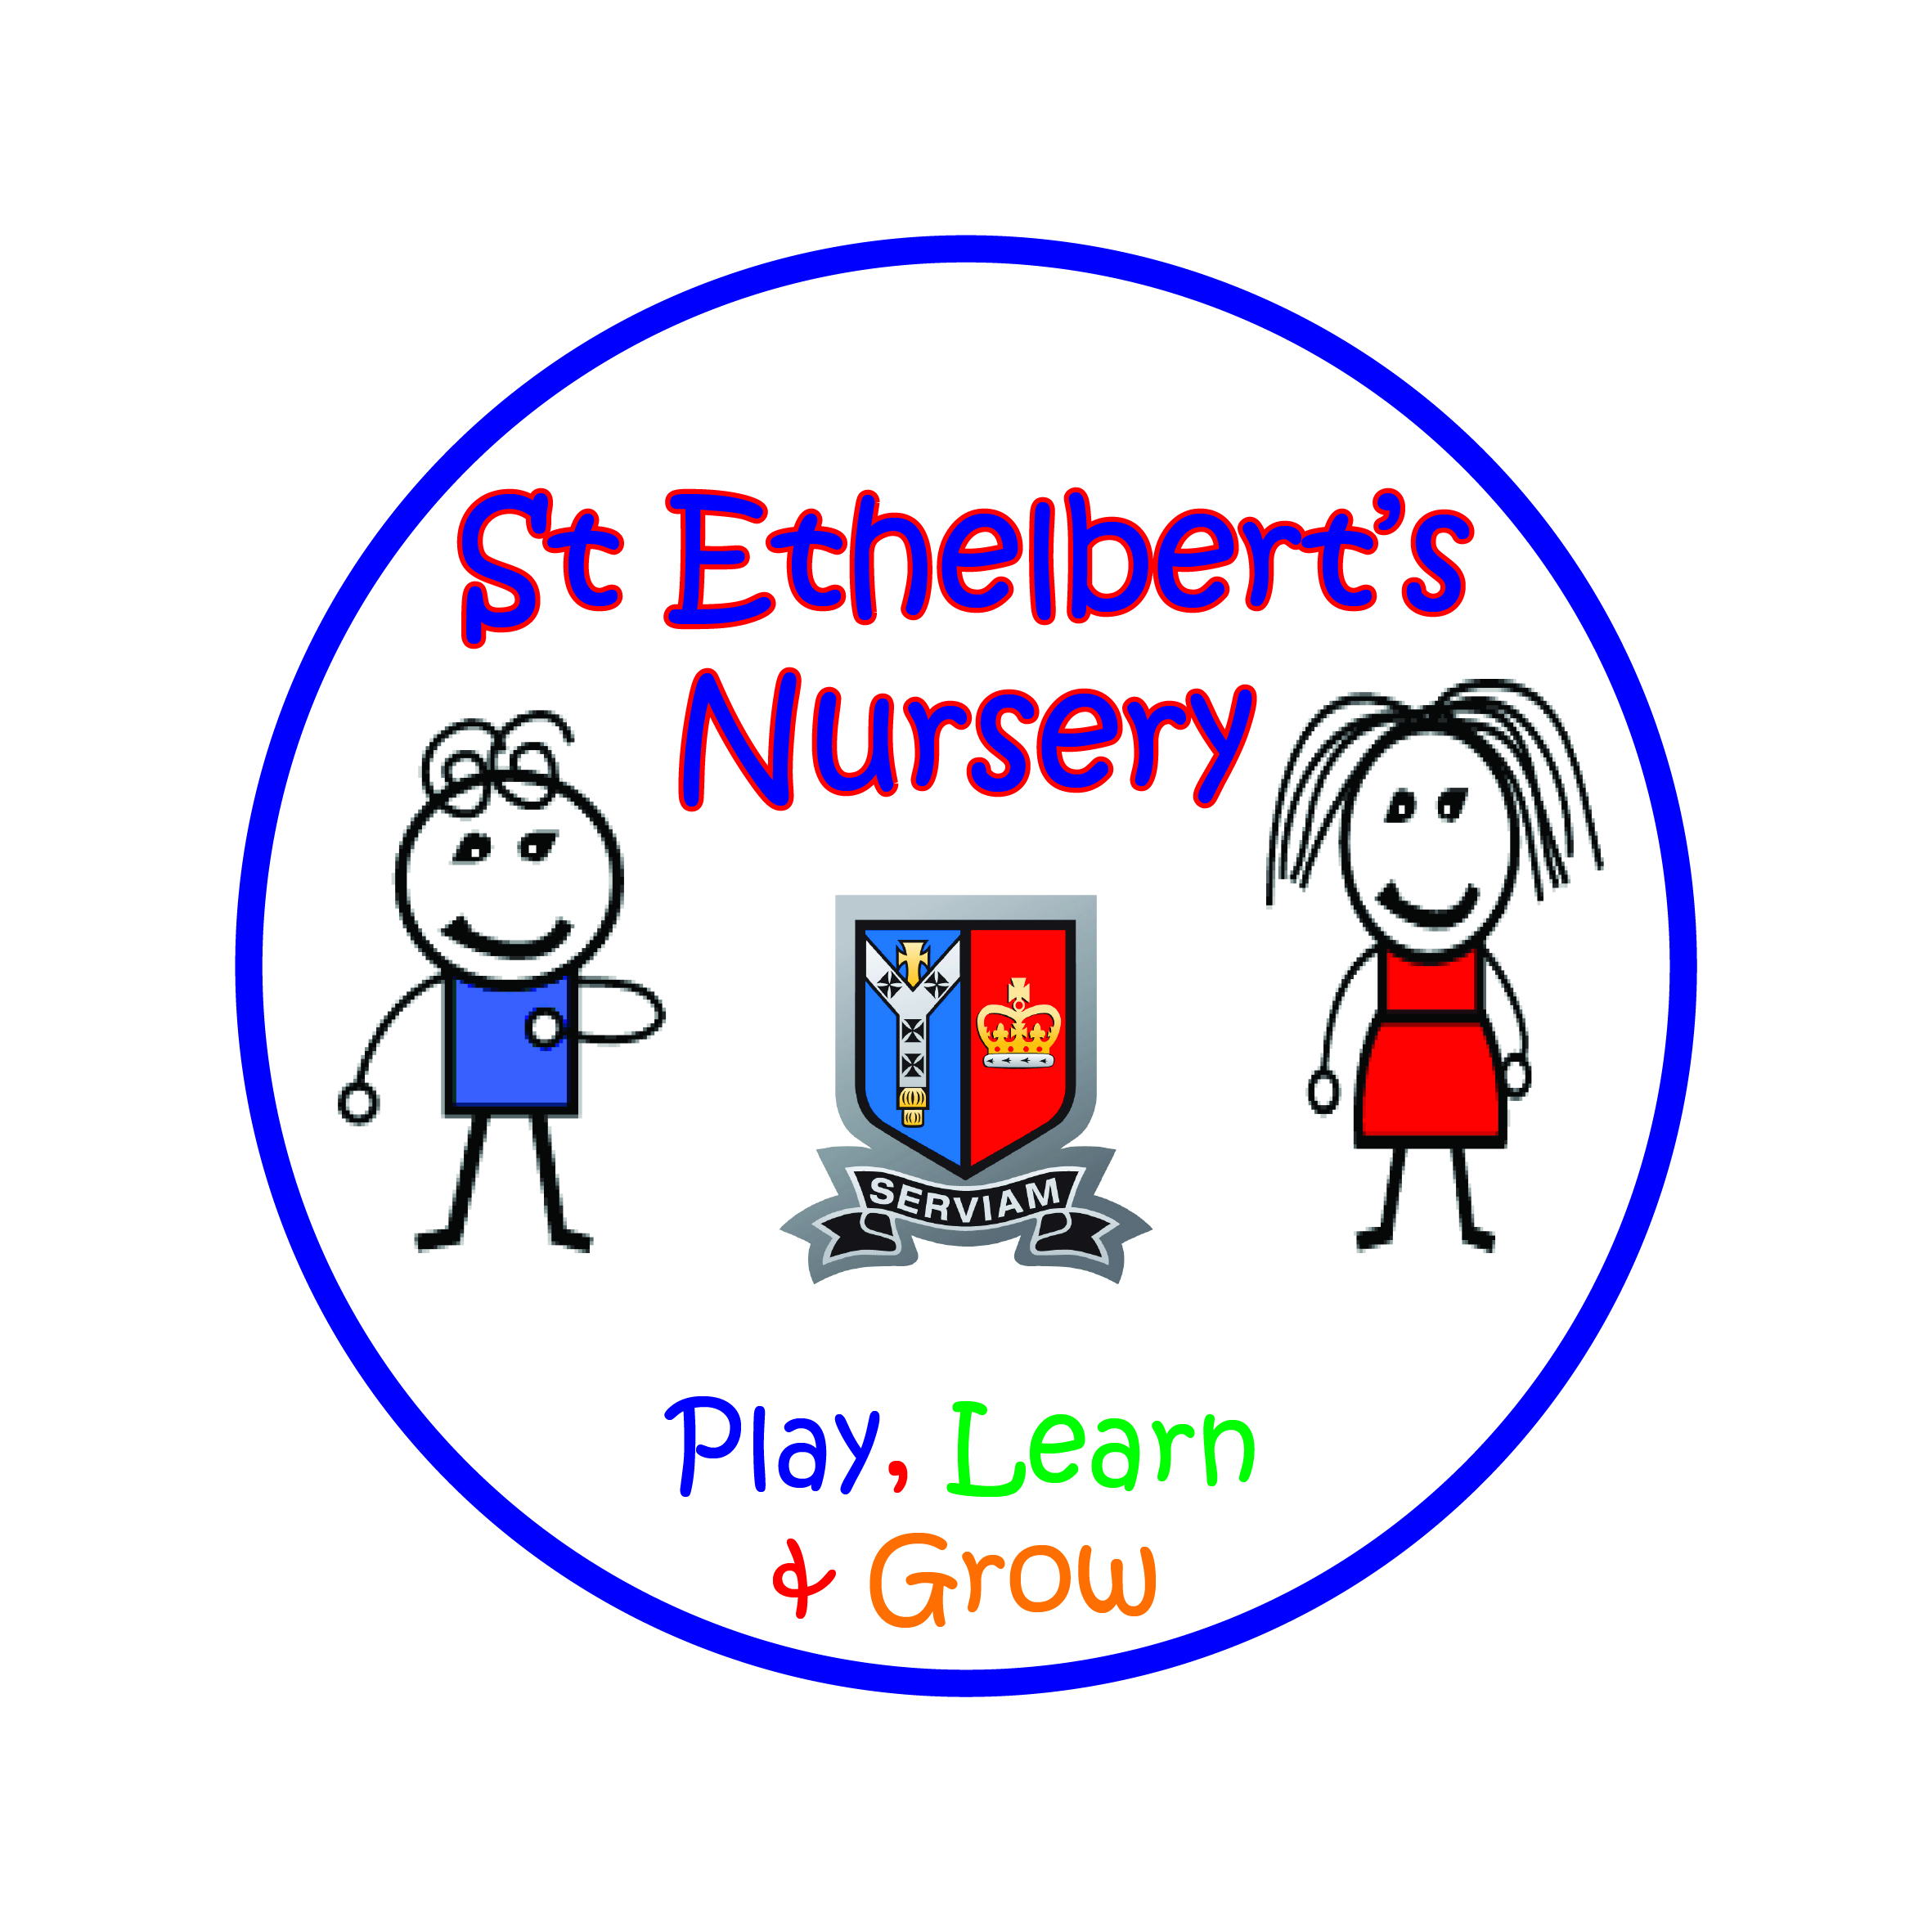 St Ethelbert's
Nursery
SERVIAM
Play, Learn
& Grow